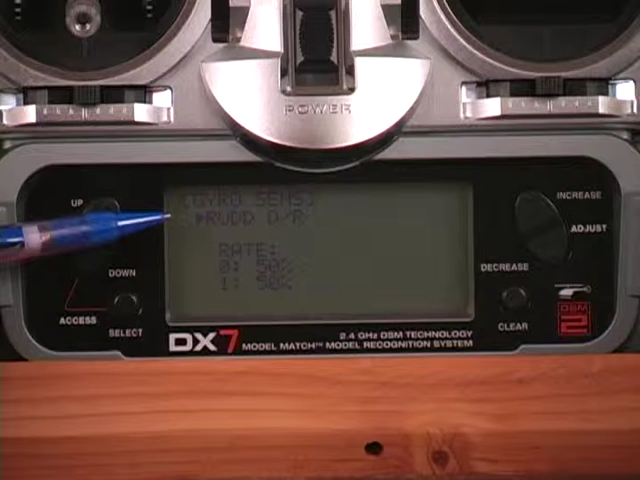 POWER
UP
DOWN
ACCESS
SELECT
[GYRO SENS]
▶RUDD D/R
RATE:
0: 50%
1: 50%
INCREASE
ADJUST
DECREASE
CLEAR
DSM
2
DX7
2.4 GHz DSM TECHNOLOGY
MODEL MATCH™ MODEL RECOGNITION SYSTEM